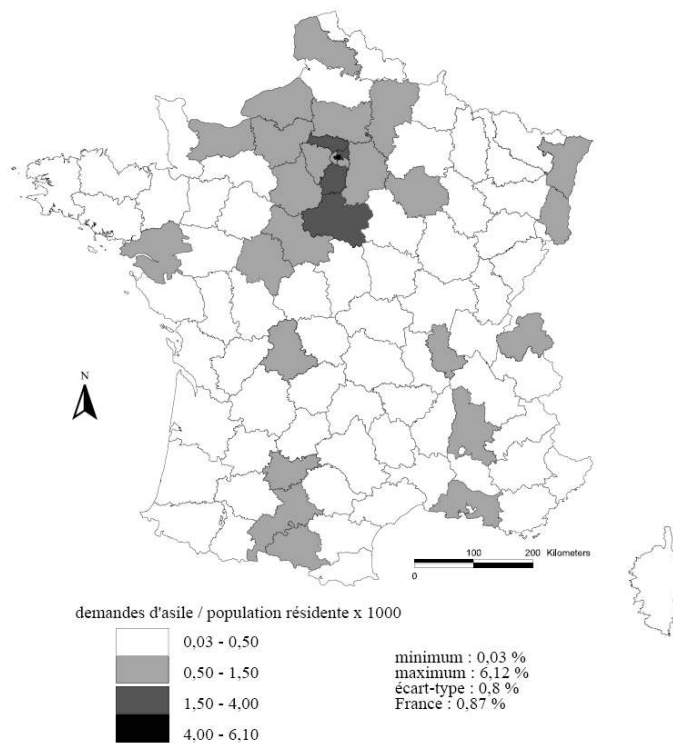 N
100 200 Kilometers
0
demandes d'asile / population résidente x 1000
0,03 - 0,50
0,50 - 1,50
1,50 - 4,00
4,00 - 6,10
minimum : 0,03 %
maximum : 6,12 %
écart-type : 0,8 %
France : 0,87 %